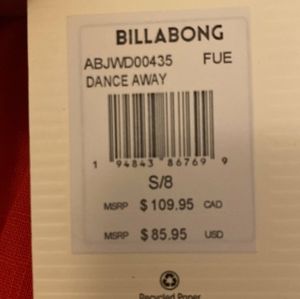 BILLABONG
ABJWD00435 FUE
DANCE AWAY
1 94843 86769 9
S/8
MSRP $109.95 CAD
MSRP $85.95 USD
Recycled Paper